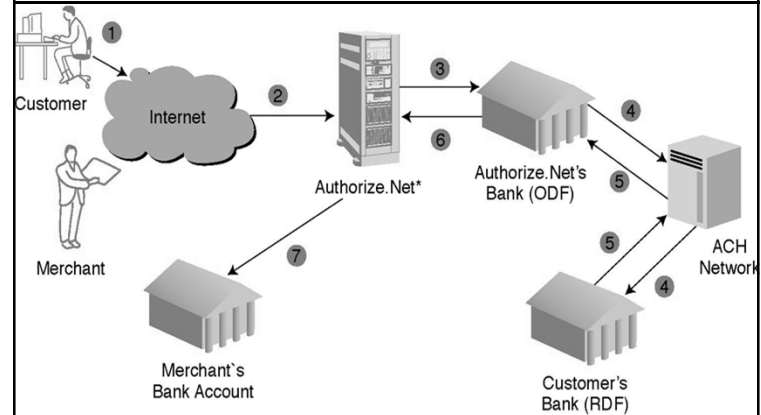 1
Customer
Internet
2
Authorize.Net*
3
6
Authorize.Net's
Bank (ODF)
4
5
ACH
Network
5
4
Customer's
Bank (RDF)
7
Merchant
Merchant`s
Bank Account